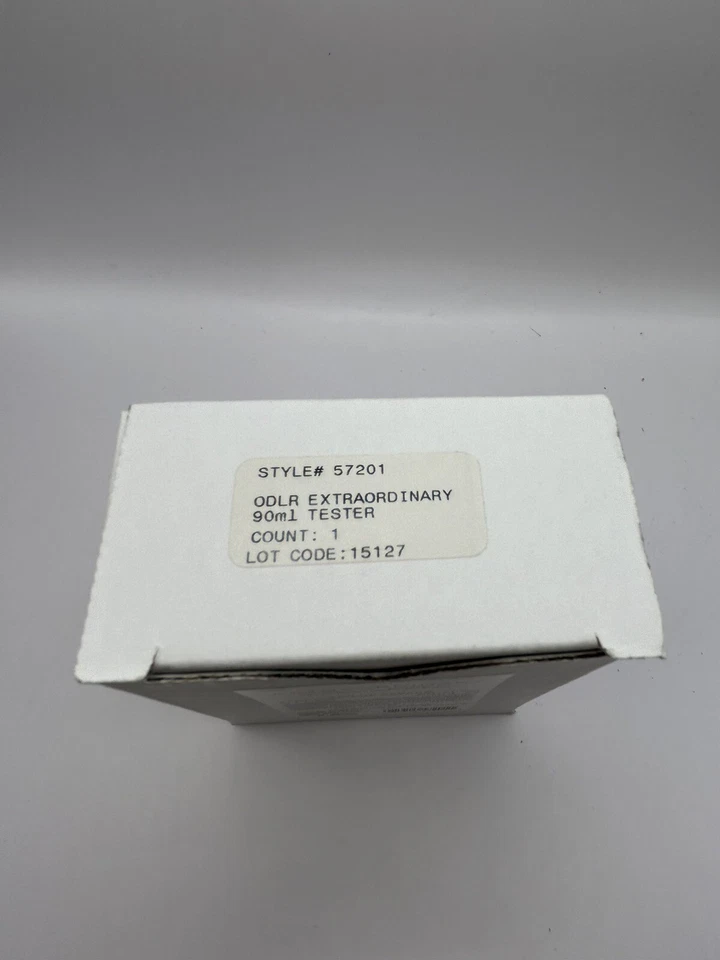 STYLE# 57201
ODLR EXTRAORDINARY
90ml TESTER
COUNT: 1
LOT CODE:15127